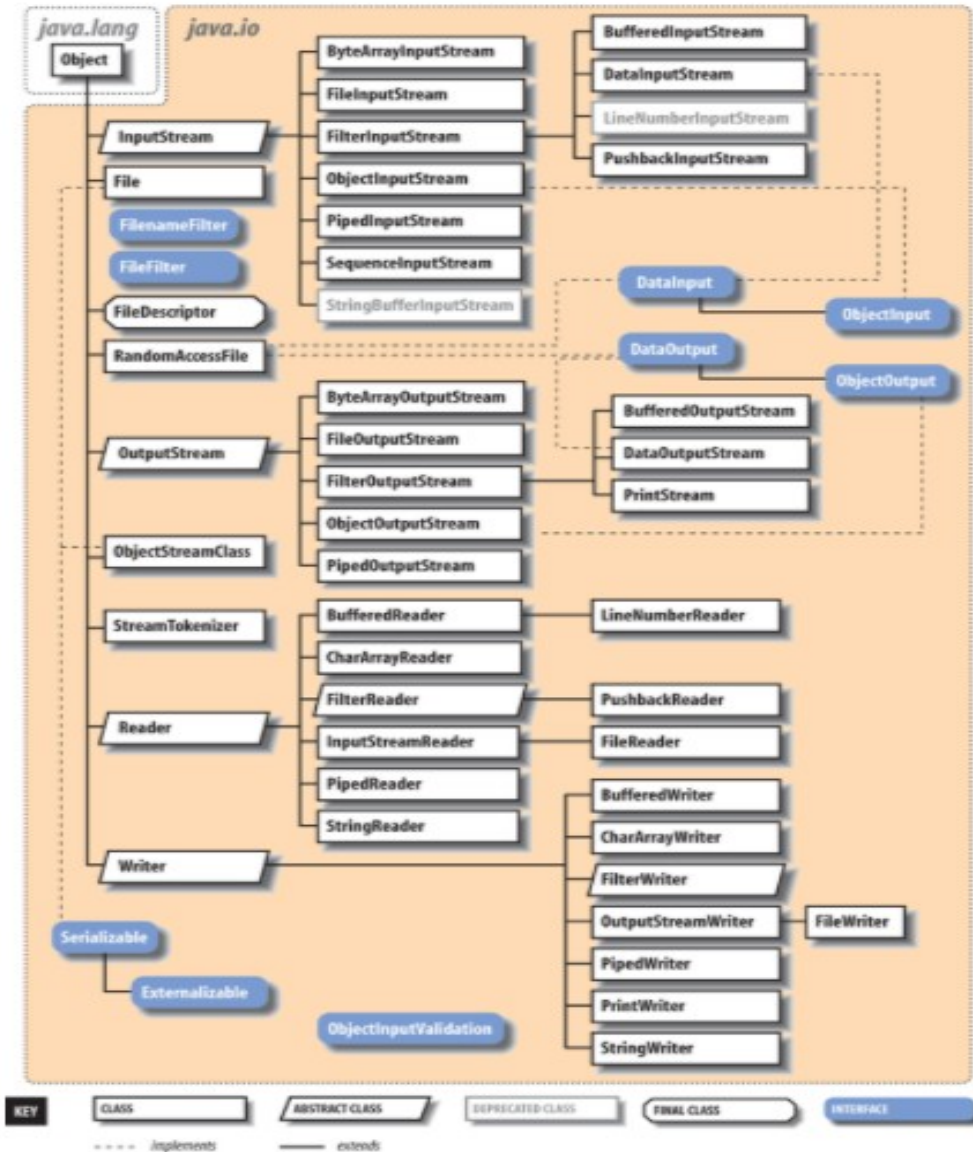 java.lang
java.io
Object
InputStream
File
FilenameFilter
FileFilter
FileDescriptor
RandomAccessFile
OutputStream
ObjectStreamClass
StreamTokenizer
Reader
Writer
Serializable
Externalizable
ByteArrayInputStream
FileInputStream
FilterInputStream
ObjectInputStream
PipedInputStream
SequenceInputStream
StringBufferInputStream
ByteArrayOutputStream
FileOutputStream
FilterOutputStream
ObjectOutputStream
PipedOutputStream
BufferedReader
CharArrayReader
FilterReader
InputStreamReader
PipedReader
StringReader
ObjectInputValidation
BufferedInputStream
DataInputStream
LineNumberInputStream
PushbackInputStream
DataInput
ObjectInput
DataOutput
ObjectOutput
BufferedOutputStream
DataOutputStream
PrintStream
LineNumberReader
PushbackReader
FileReader
BufferedWriter
CharArrayWriter
FilterWriter
OutputStreamWriter
FileWriter
PipedWriter
PrintWriter
StringWriter
KEY
CLASS
ABSTRACT CLASS
DEPRECATED CLASS
FINAL CLASS
INTERFACE
implements
extends